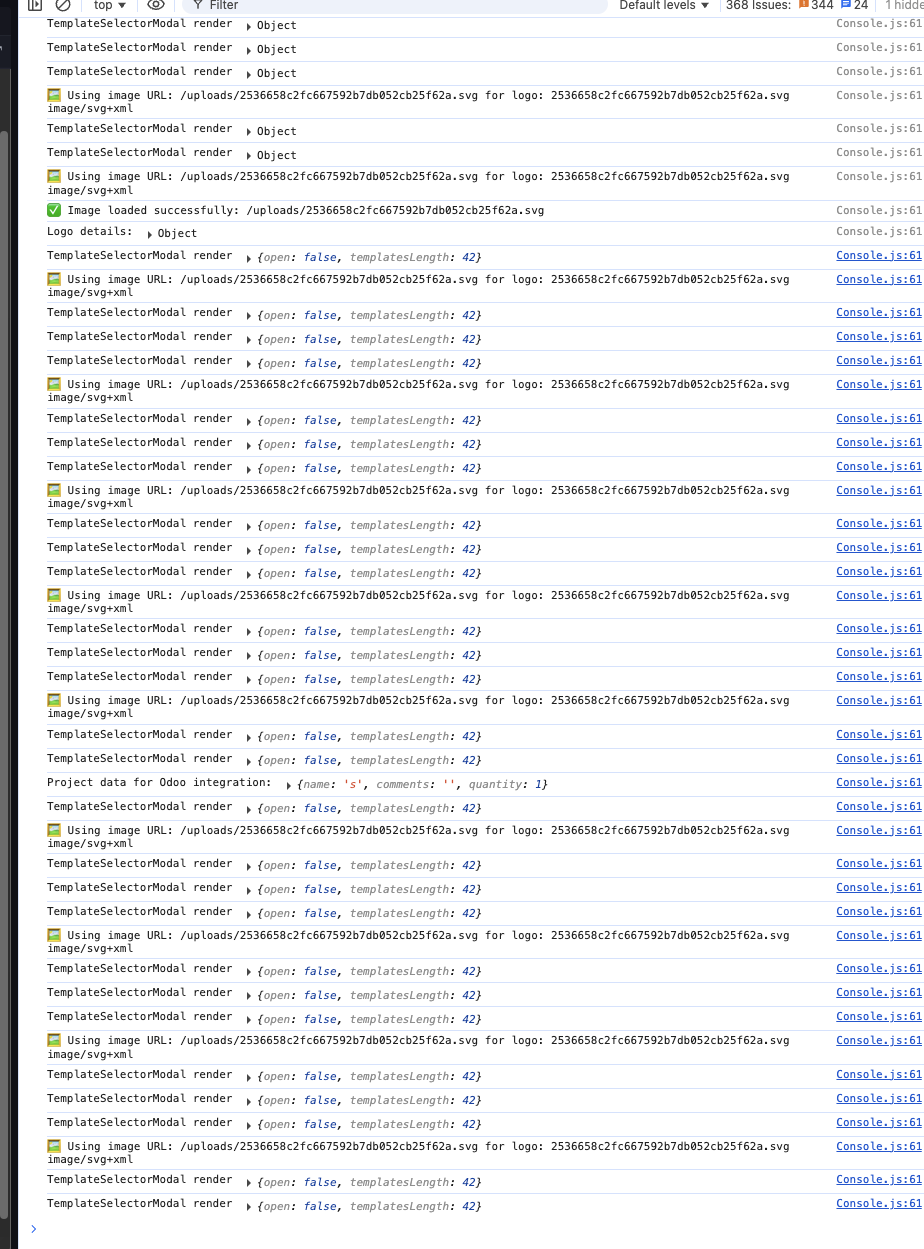 top ▼ Filter Default levels ▼ 368 Issues: 344 24 1 hidde
TemplateSelectorModal render ▶ Object Console.js:61
TemplateSelectorModal render ▶ Object Console.js:61
TemplateSelectorModal render ▶ Object Console.js:61
🖼️ Using image URL: /uploads/2536658c2fc667592b7db052cb25f62a.svg for logo: 2536658c2fc667592b7db052cb25f62a.svg Console.js:61
image/svg+xml
TemplateSelectorModal render ▶ Object Console.js:61
TemplateSelectorModal render ▶ Object Console.js:61
🖼️ Using image URL: /uploads/2536658c2fc667592b7db052cb25f62a.svg for logo: 2536658c2fc667592b7db052cb25f62a.svg Console.js:61
image/svg+xml
✅ Image loaded successfully: /uploads/2536658c2fc667592b7db052cb25f62a.svg Console.js:61
Logo details: ▶ Object Console.js:61
TemplateSelectorModal render ▶ {open: false, templatesLength: 42} Console.js:61
🖼️ Using image URL: /uploads/2536658c2fc667592b7db052cb25f62a.svg for logo: 2536658c2fc667592b7db052cb25f62a.svg Console.js:61
image/svg+xml
TemplateSelectorModal render ▶ {open: false, templatesLength: 42} Console.js:61
TemplateSelectorModal render ▶ {open: false, templatesLength: 42} Console.js:61
TemplateSelectorModal render ▶ {open: false, templatesLength: 42} Console.js:61
🖼️ Using image URL: /uploads/2536658c2fc667592b7db052cb25f62a.svg for logo: 2536658c2fc667592b7db052cb25f62a.svg Console.js:61
image/svg+xml
TemplateSelectorModal render ▶ {open: false, templatesLength: 42} Console.js:61
TemplateSelectorModal render ▶ {open: false, templatesLength: 42} Console.js:61
TemplateSelectorModal render ▶ {open: false, templatesLength: 42} Console.js:61
🖼️ Using image URL: /uploads/2536658c2fc667592b7db052cb25f62a.svg for logo: 2536658c2fc667592b7db052cb25f62a.svg Console.js:61
image/svg+xml
TemplateSelectorModal render ▶ {open: false, templatesLength: 42} Console.js:61
TemplateSelectorModal render ▶ {open: false, templatesLength: 42} Console.js:61
TemplateSelectorModal render ▶ {open: false, templatesLength: 42} Console.js:61
🖼️ Using image URL: /uploads/2536658c2fc667592b7db052cb25f62a.svg for logo: 2536658c2fc667592b7db052cb25f62a.svg Console.js:61
image/svg+xml
TemplateSelectorModal render ▶ {open: false, templatesLength: 42} Console.js:61
TemplateSelectorModal render ▶ {open: false, templatesLength: 42} Console.js:61
TemplateSelectorModal render ▶ {open: false, templatesLength: 42} Console.js:61
🖼️ Using image URL: /uploads/2536658c2fc667592b7db052cb25f62a.svg for logo: 2536658c2fc667592b7db052cb25f62a.svg Console.js:61
image/svg+xml
TemplateSelectorModal render ▶ {open: false, templatesLength: 42} Console.js:61
TemplateSelectorModal render ▶ {open: false, templatesLength: 42} Console.js:61
Project data for Odoo integration: ▶ {name: 's', comments: '', quantity: 1} Console.js:61
TemplateSelectorModal render ▶ {open: false, templatesLength: 42} Console.js:61
🖼️ Using image URL: /uploads/2536658c2fc667592b7db052cb25f62a.svg for logo: 2536658c2fc667592b7db052cb25f62a.svg Console.js:61
image/svg+xml
TemplateSelectorModal render ▶ {open: false, templatesLength: 42} Console.js:61
TemplateSelectorModal render ▶ {open: false, templatesLength: 42} Console.js:61
TemplateSelectorModal render ▶ {open: false, templatesLength: 42} Console.js:61
🖼️ Using image URL: /uploads/2536658c2fc667592b7db052cb25f62a.svg for logo: 2536658c2fc667592b7db052cb25f62a.svg Console.js:61
image/svg+xml
TemplateSelectorModal render ▶ {open: false, templatesLength: 42} Console.js:61
TemplateSelectorModal render ▶ {open: false, templatesLength: 42} Console.js:61
TemplateSelectorModal render ▶ {open: false, templatesLength: 42} Console.js:61
🖼️ Using image URL: /uploads/2536658c2fc667592b7db052cb25f62a.svg for logo: 2536658c2fc667592b7db052cb25f62a.svg Console.js:61
image/svg+xml
TemplateSelectorModal render ▶ {open: false, templatesLength: 42} Console.js:61
TemplateSelectorModal render ▶ {open: false, templatesLength: 42} Console.js:61
TemplateSelectorModal render ▶ {open: false, templatesLength: 42} Console.js:61
🖼️ Using image URL: /uploads/2536658c2fc667592b7db052cb25f62a.svg for logo: 2536658c2fc667592b7db052cb25f62a.svg Console.js:61
image/svg+xml
TemplateSelectorModal render ▶ {open: false, templatesLength: 42} Console.js:61
TemplateSelectorModal render ▶ {open: false, templatesLength: 42} Console.js:61